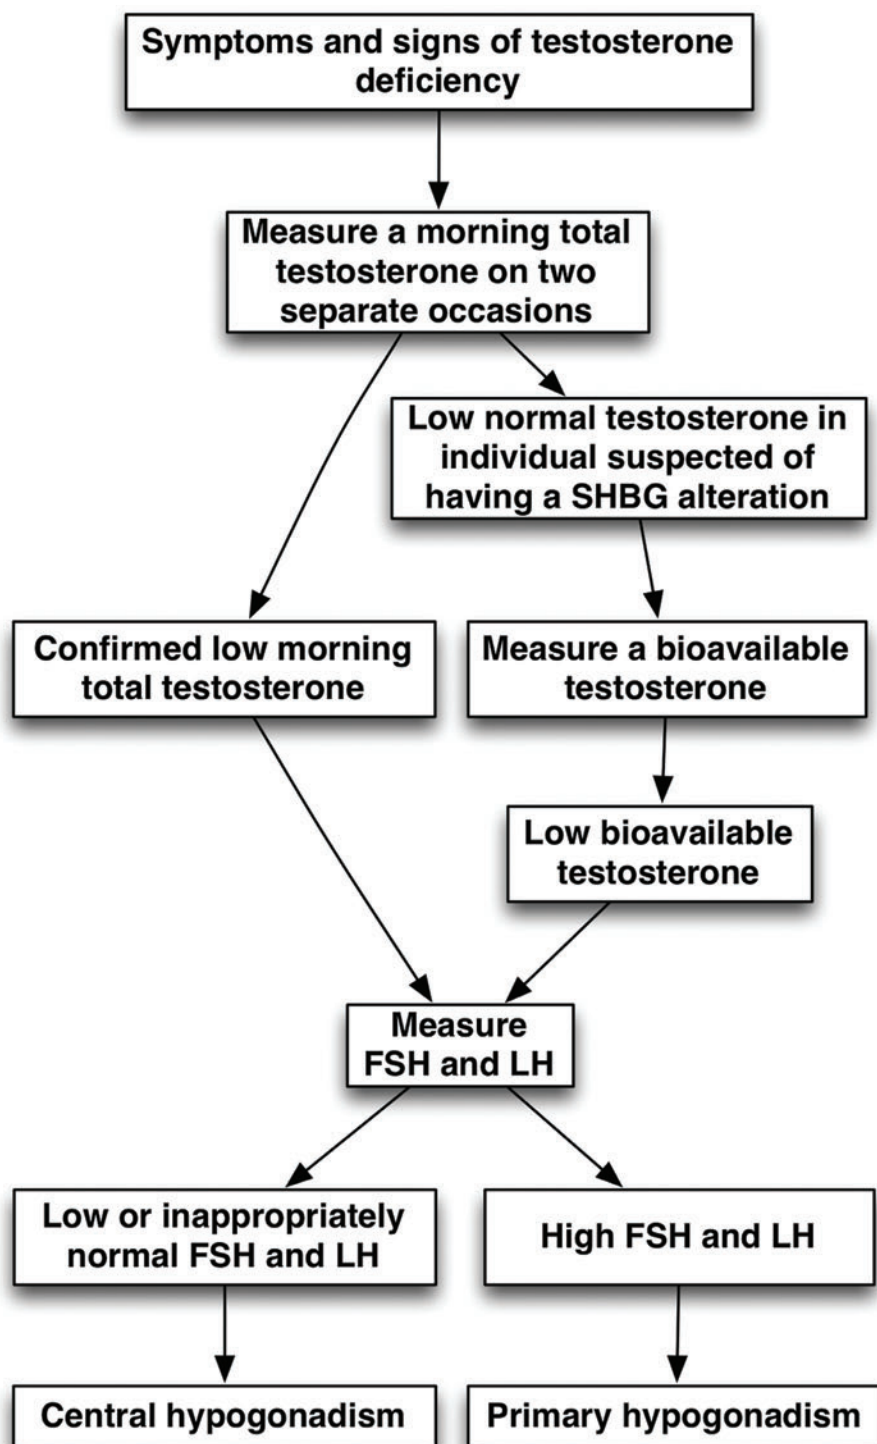 Symptoms and signs of testosterone
deficiency
Measure a morning total
testosterone on two
separate occasions
Low normal testosterone in
individual suspected of
having a SHBG alteration
Confirmed low morning
total testosterone
Measure a bioavailable
testosterone
Low bioavailable
testosterone
Measure
FSH and LH
Low or inappropriately
normal FSH and LH
High FSH and LH
Central hypogonadism
Primary hypogonadism